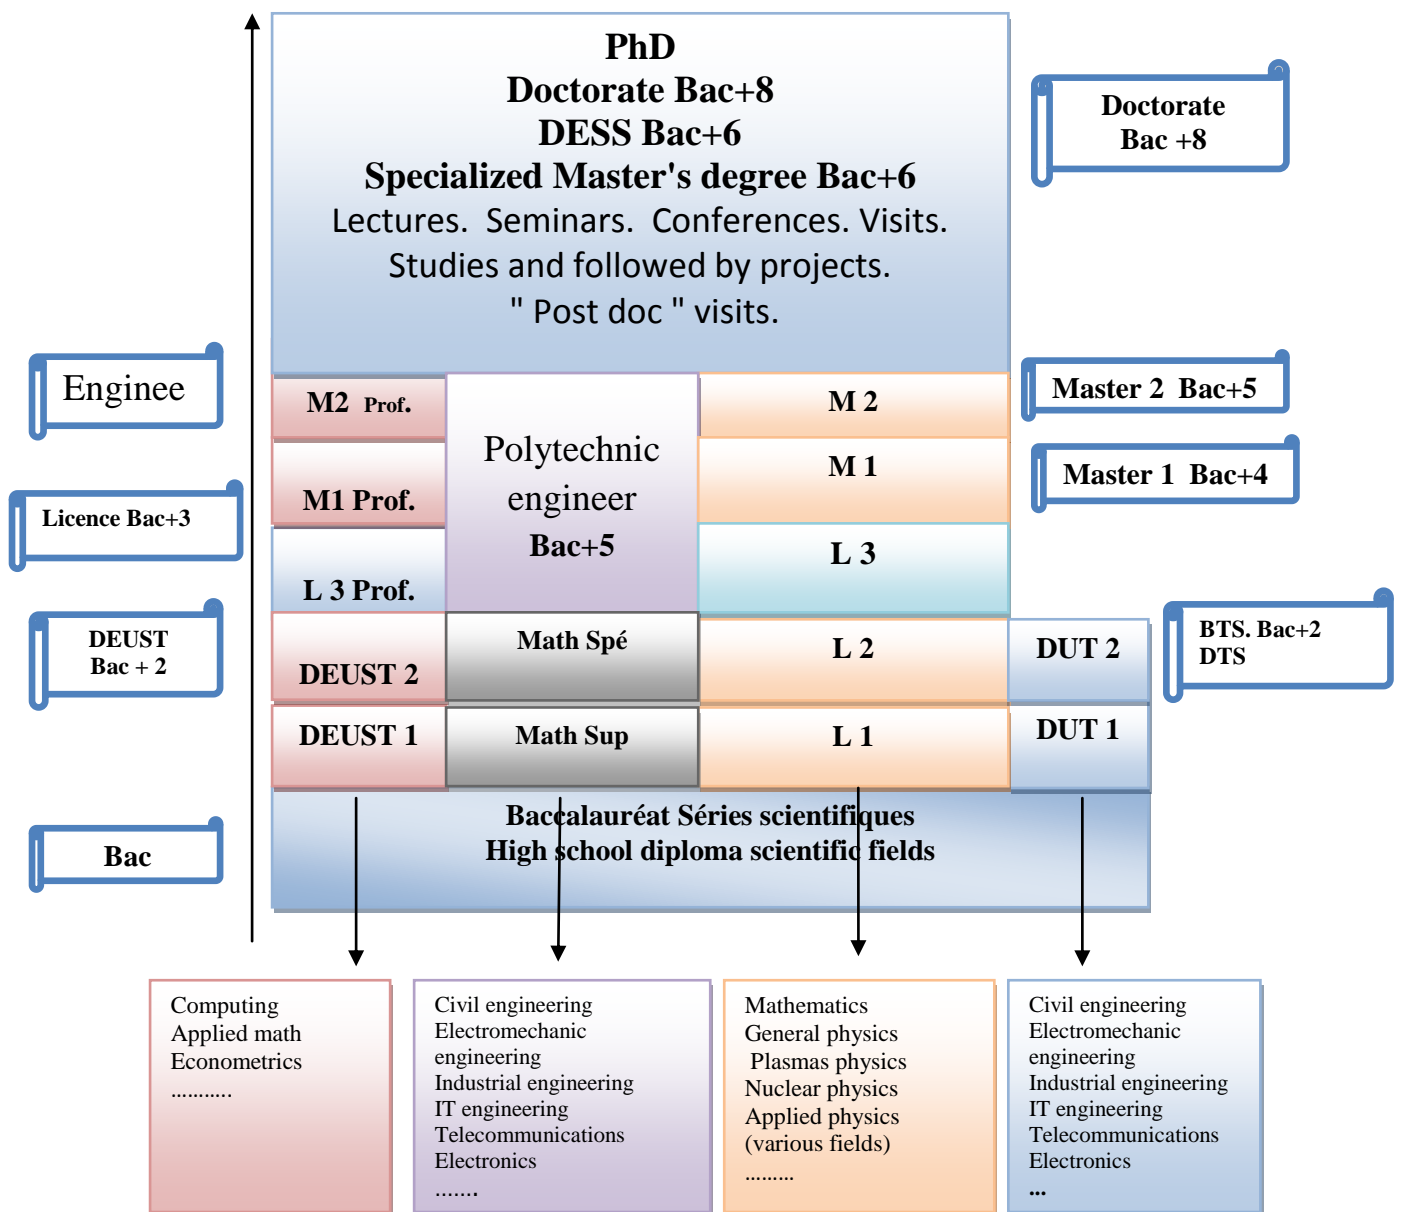 PhD
Doctorate Bac+8
DESS Bac+6
Specialized Master's degree Bac+6
Lectures. Seminars. Conferences. Visits.
Studies and followed by projects.
" Post doc " visits.
Doctorate
Bac +8
Enginee
M2 Prof.
Polytechnic
engineer
Bac+5
M 2
Master 2 Bac+5
M1 Prof.
M 1
Master 1 Bac+4
Licence Bac+3
L 3 Prof.
L 3
DEUST
Bac + 2
DEUST 2
Math Spé
L 2
DUT 2
BTS. Bac+2
DTS
DEUST 1
Math Sup
L 1
DUT 1
Bac
Baccalauréat Séries scientifiques
High school diploma scientific fields
Computing
Applied math
Econometrics
...........
Civil engineering
Electromechanic
engineering
Industrial engineering
IT engineering
Telecommunications
Electronics
.......
Mathematics
General physics
Plasmas physics
Nuclear physics
Applied physics
(various fields)
.........
Civil engineering
Electromechanic
engineering
Industrial engineering
IT engineering
Telecommunications
Electronics
...